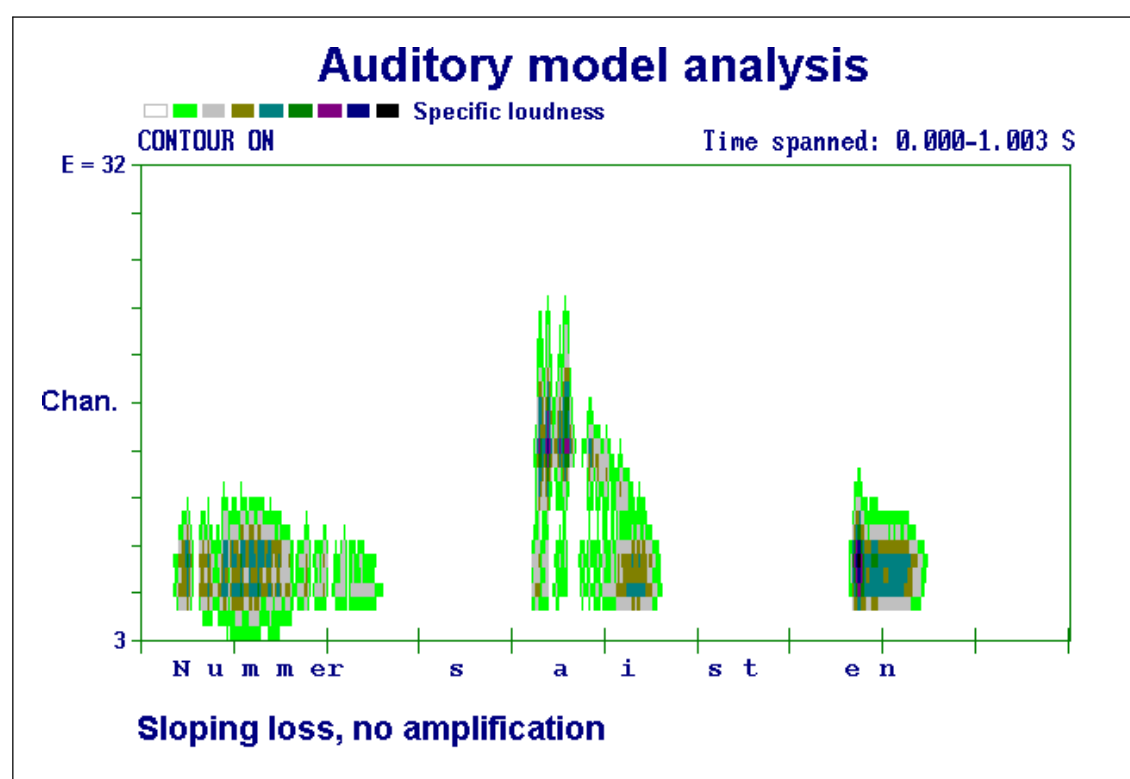 Auditory model analysis
Specific loudness
CONTOUR ON Time spanned: 0.000-1.003 S
E = 32
Chan.
3
N u m m er s a i s t e n
Sloping loss, no amplification